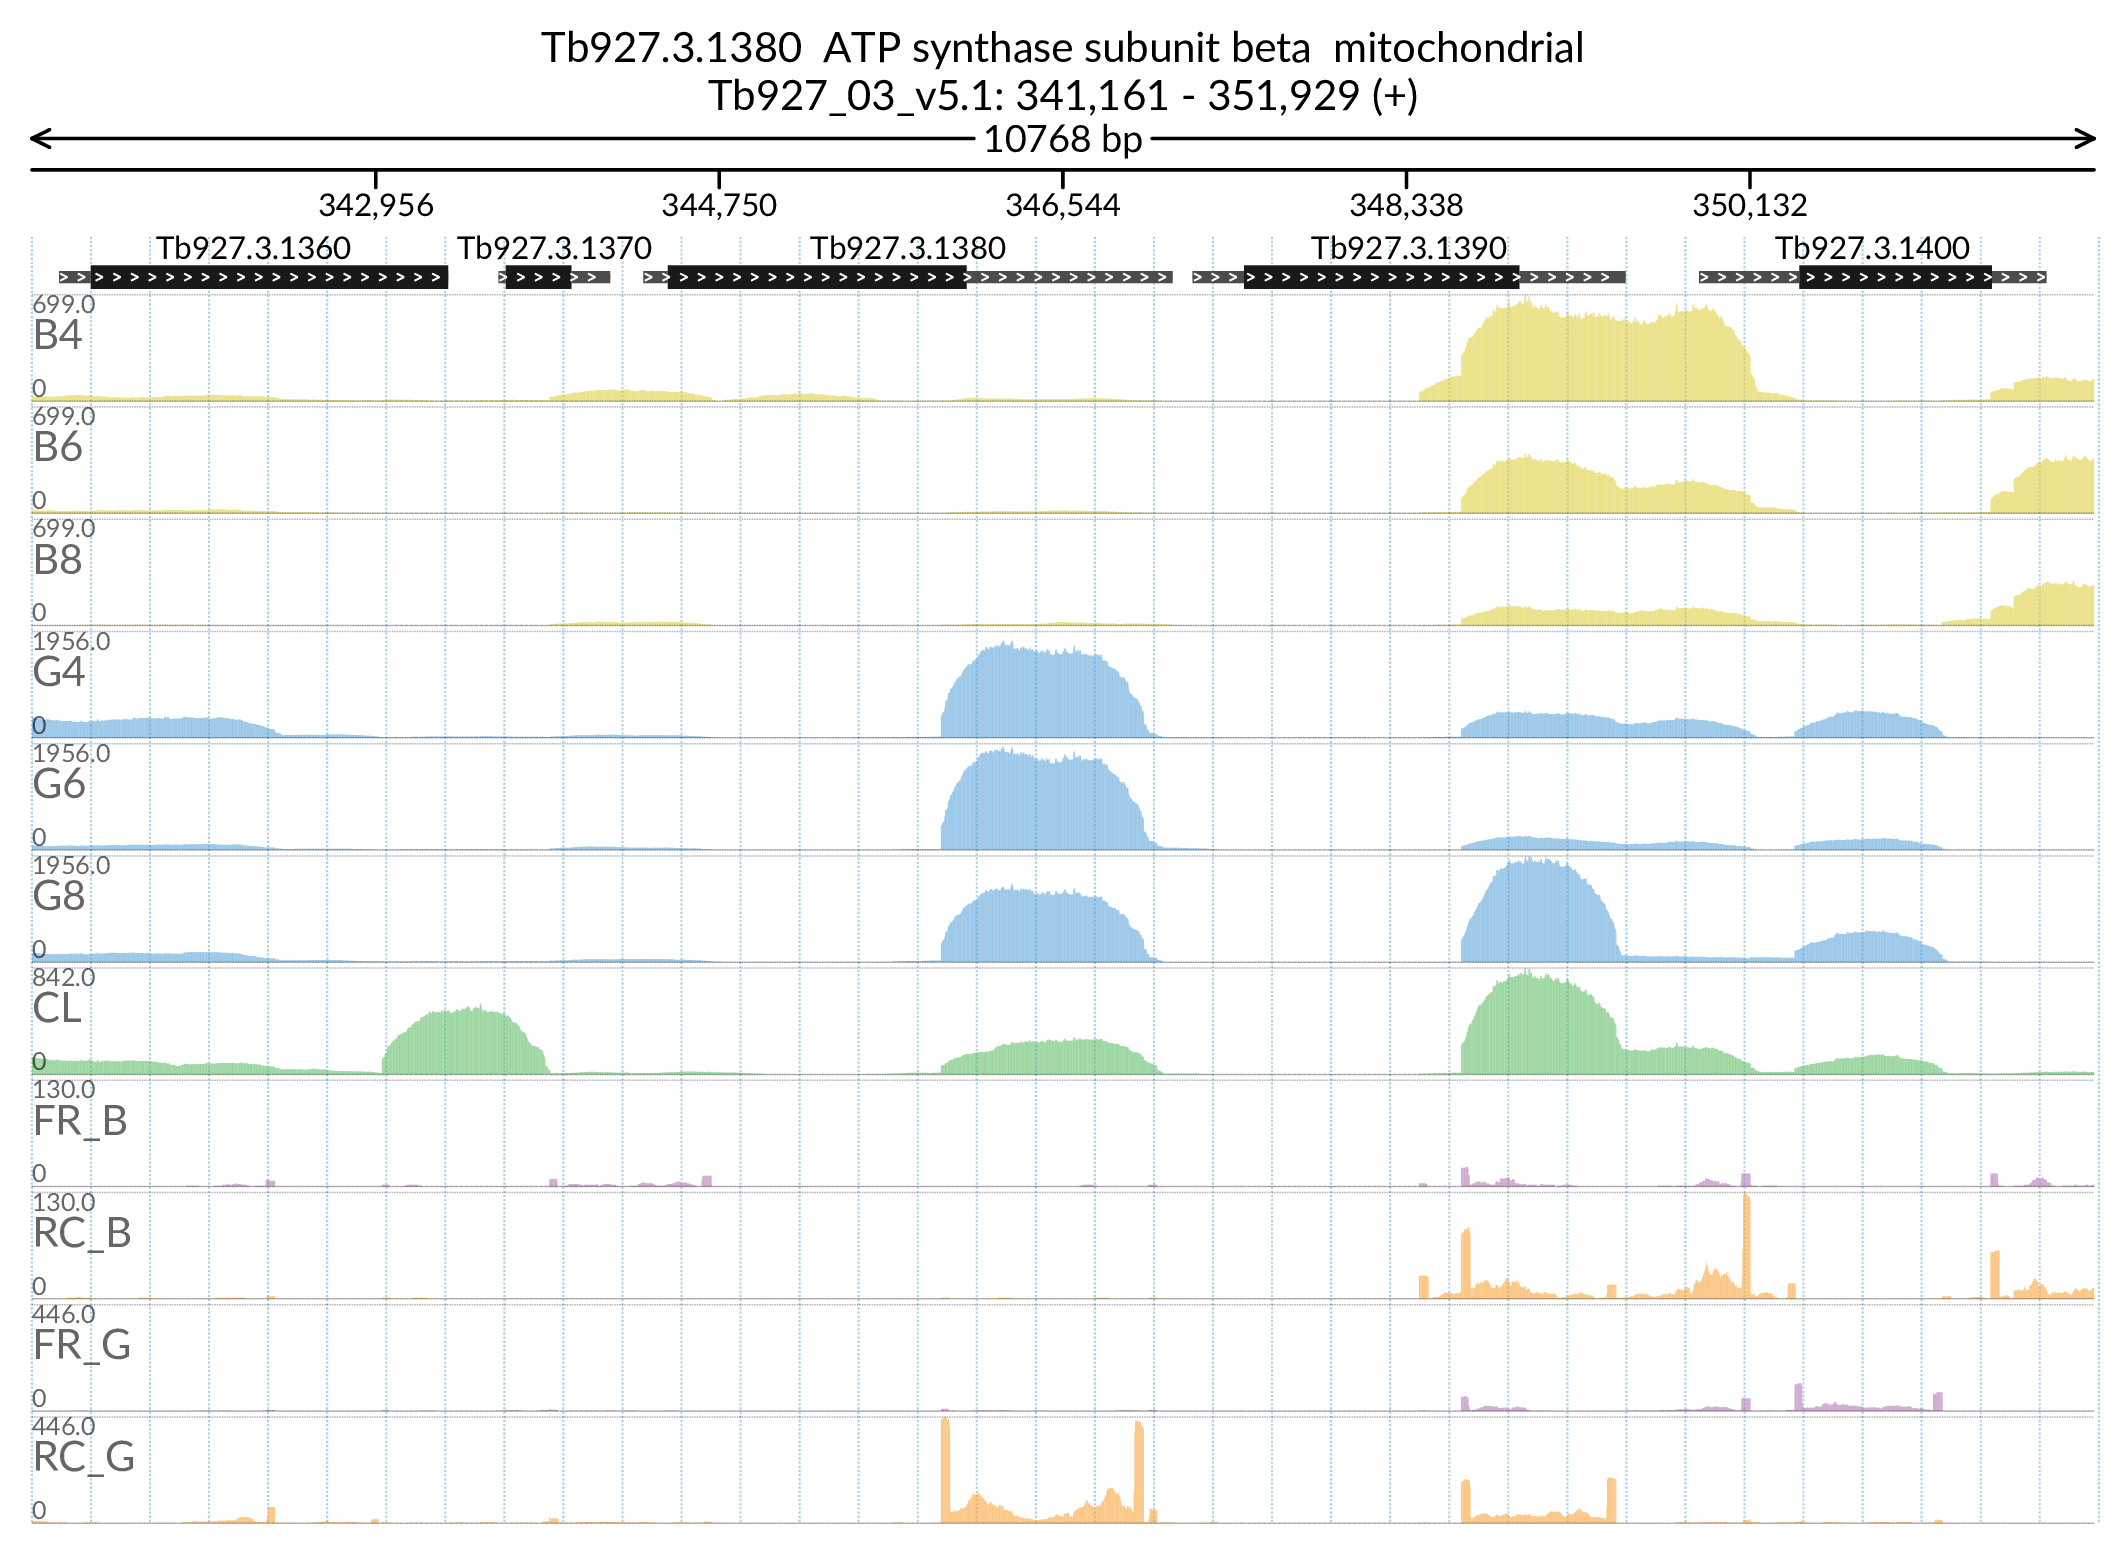 Tb927.3.1380  ATP synthase subunit beta  mitochondrial
Tb927_03_v5.1: 341,161 - 351,929 (+)
10768 bp
342,956 344,750 346,544 348,338 350,132
Tb927.3.1360 Tb927.3.1370 Tb927.3.1380 Tb927.3.1390 Tb927.3.1400
699.0
B4
0
699.0
B6
0
699.0
B8
0
1956.0
G4
0
1956.0
G6
0
1956.0
G8
0
842.0
CL
0
130.0
FR_B
0
130.0
RC_B
0
446.0
FR_G
0
446.0
RC_G
0